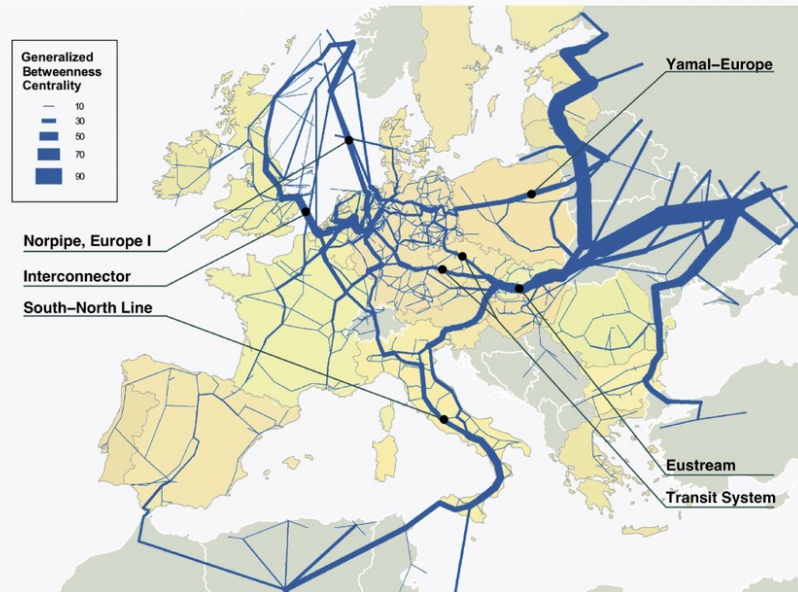 Generalized
Betweenness
Centrality
10
30
50
70
90
Yamal–Europe
Norpipe, Europe I
Interconnector
South–North Line
Eustream
Transit System